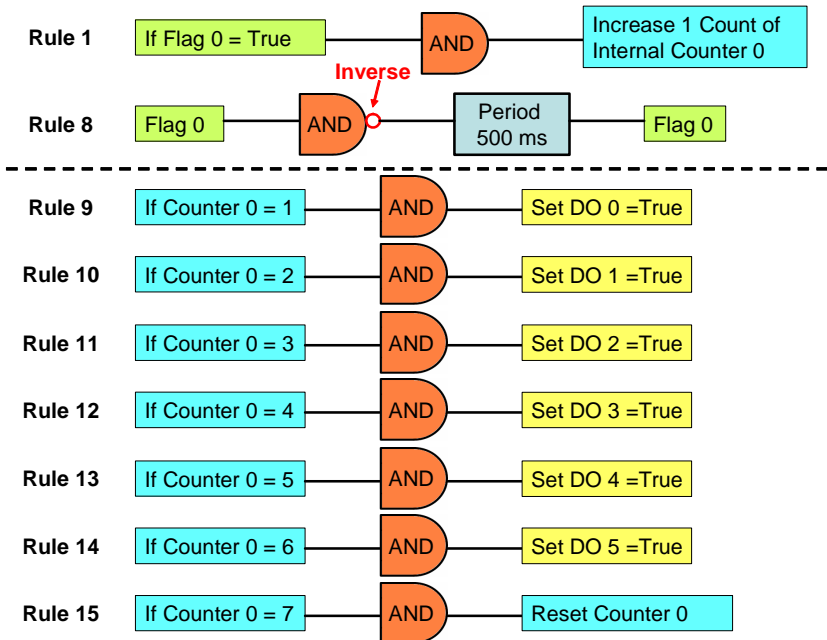 Rule 1
If Flag 0 = True
AND
Increase 1 Count of
Internal Counter 0
Inverse
Rule 8
Flag 0
AND
Period
500 ms
Flag 0
Rule 9
If Counter 0 = 1
AND
Set DO 0 =True
Rule 10
If Counter 0 = 2
AND
Set DO 1 =True
Rule 11
If Counter 0 = 3
AND
Set DO 2 =True
Rule 12
If Counter 0 = 4
AND
Set DO 3 =True
Rule 13
If Counter 0 = 5
AND
Set DO 4 =True
Rule 14
If Counter 0 = 6
AND
Set DO 5 =True
Rule 15
If Counter 0 = 7
AND
Reset Counter 0